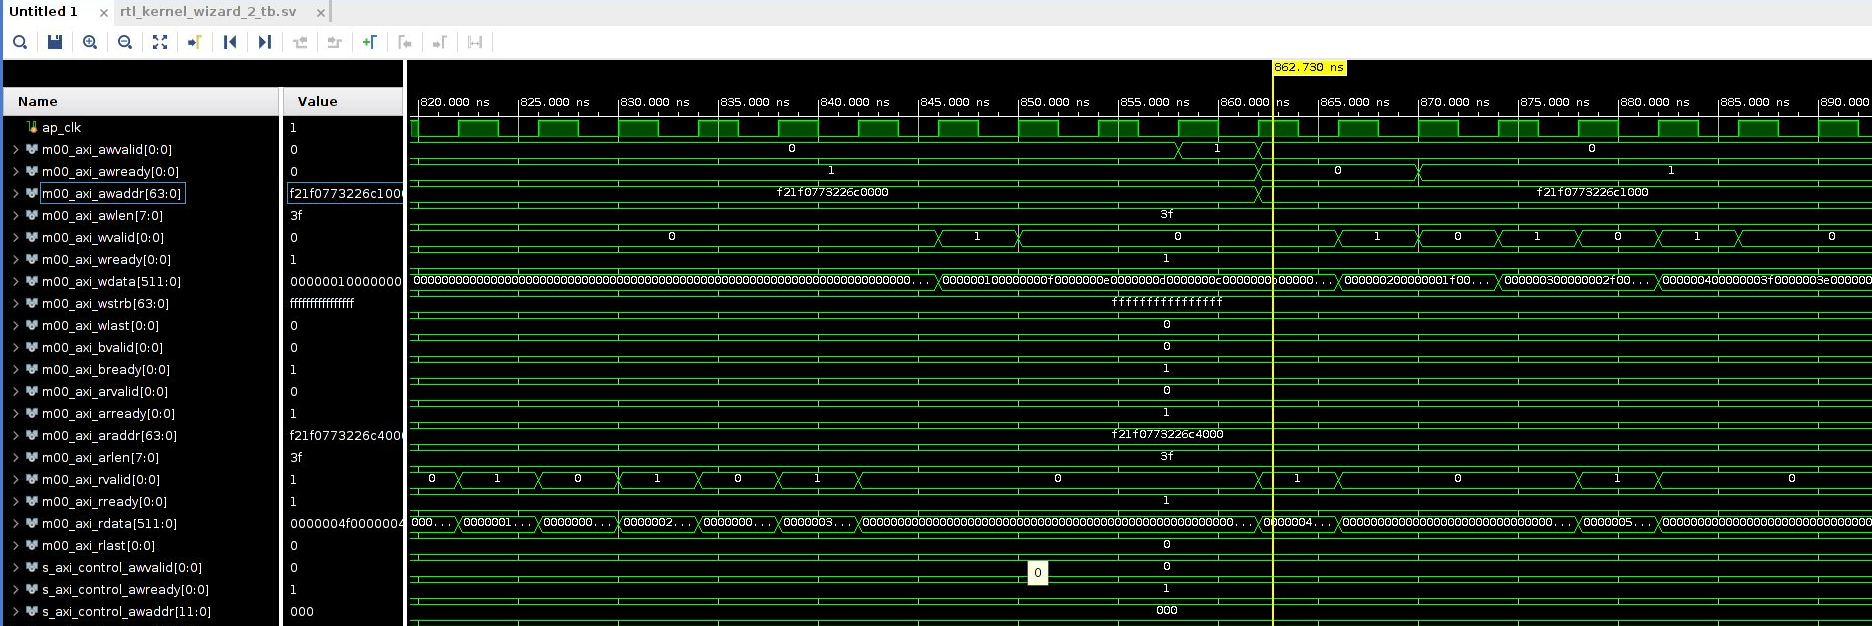 Untitled 1 × rtl_kernel_wizard_2_tb.sv ×
862.730 ns
Name Value 820.000 ns 825.000 ns 830.000 ns 835.000 ns 840.000 ns 845.000 ns 850.000 ns 855.000 ns 860.000 ns 865.000 ns 870.000 ns 875.000 ns 880.000 ns 885.000 ns 890.000
ap_clk 1
m00_axi_awvalid[0:0] 0 0 1 0
m00_axi_awready[0:0] 0 1 0 1
m00_axi_awaddr[63:0] f21f0773226c100 f21f0773226c0000 f21f0773226c1000
m00_axi_awlen[7:0] 3f 3f
m00_axi_wvalid[0:0] 0 0 1 0 1 0 1 0 1 0
m00_axi_wready[0:0] 1 1
m00_axi_wdata[511:0] 00000010000000 ... 00000100000000f0000000e0000000d0000000c0000000b00000... 000002000000001f00... 0000030000000002f00... 0000040000000003f0000003e0000000
m00_axi_wstrb[63:0] ffffffffffffffff ffffffffffffffff
m00_axi_wlast[0:0] 0 0
m00_axi_bvalid[0:0] 0 0
m00_axi_bready[0:0] 1 1
m00_axi_arvalid[0:0] 0 0
m00_axi_arready[0:0] 1 1
m00_axi_araddr[63:0] f21f0773226c400 f21f0773226c4000
m00_axi_arlen[7:0] 3f 3f
m00_axi_rvalid[0:0] 1 0 1 0 1 0 1 0 1 0 1 0
m00_axi_rready[0:0] 1 1
m00_axi_rdata[511:0] 0000004f0000004 000... 0000001... 0000000... 0000002... 0000000... 0000003... 0000004... 0000005...
m00_axi_rlast[0:0] 0 0
s_axi_control_awvalid[0:0] 0 0 0
s_axi_control_awready[0:0] 1 1
s_axi_control_awaddr[11:0] 000 000